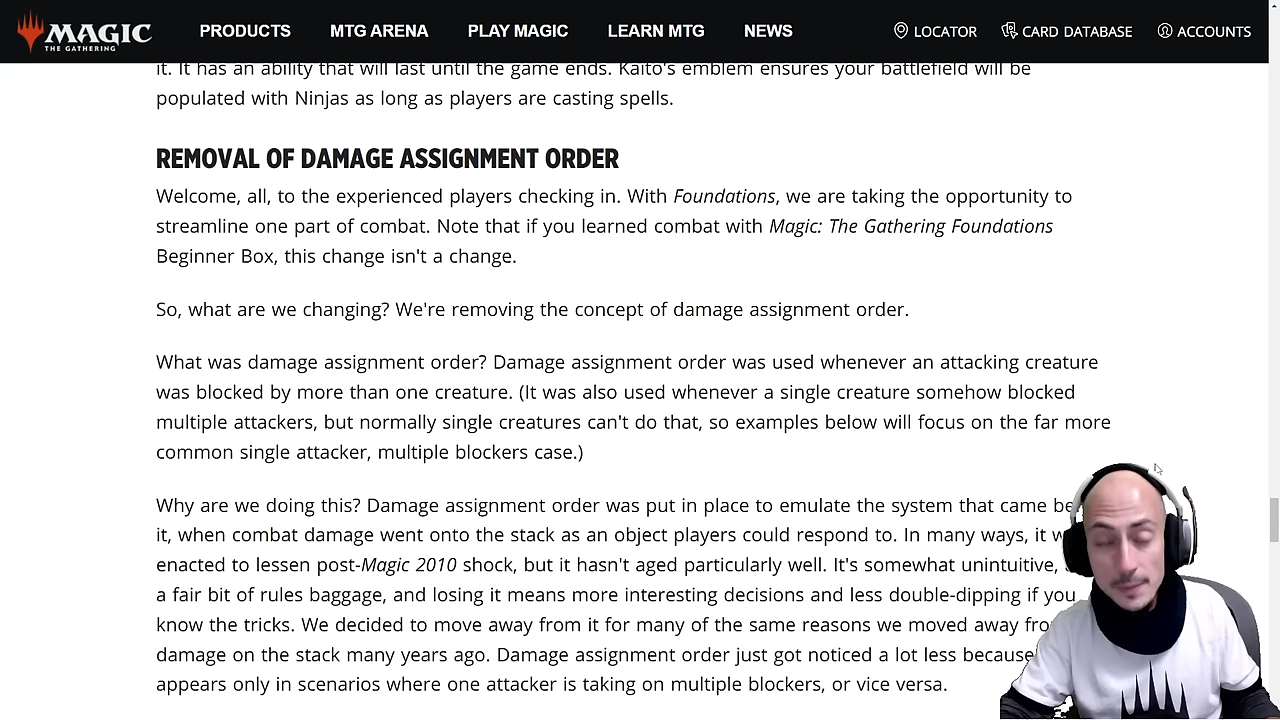 MAGIC
THE GATHERING
PRODUCTS
MTG ARENA
PLAY MAGIC
LEARN MTG
NEWS
LOCATOR
CARD DATABASE
ACCOUNTS
it. It has an ability that will last until the game ends. Kaito's emblem ensures your battlefield will be
populated with Ninjas as long as players are casting spells.
REMOVAL OF DAMAGE ASSIGNMENT ORDER
Welcome, all, to the experienced players checking in. With Foundations, we are taking the opportunity to
streamline one part of combat. Note that if you learned combat with Magic: The Gathering Foundations
Beginner Box, this change isn't a change.
So, what are we changing? We're removing the concept of damage assignment order.
What was damage assignment order? Damage assignment order was used whenever an attacking creature
was blocked by more than one creature. (It was also used whenever a single creature somehow blocked
multiple attackers, but normally single creatures can't do that, so examples below will focus on the far more
common single attacker, multiple blockers case.)
Why are we doing this? Damage assignment order was put in place to emulate the system that came
it, when combat damage went onto the stack as an object players could respond to. In many ways, it
enacted to lessen post-Magic 2010 shock, but it hasn't aged particularly well. It's somewhat unintuitive,
a fair bit of rules baggage, and losing it means more interesting decisions and less double-dipping if you
know the tricks. We decided to move away from it for many of the same reasons we moved away
damage on the stack many years ago. Damage assignment order just got noticed a lot less because
appears only in scenarios where one attacker is taking on multiple blockers, or vice versa.